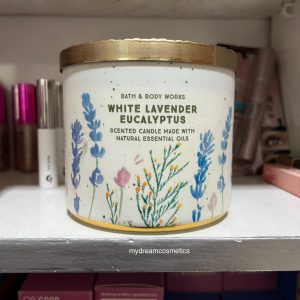 BATH & BODY WORKS
WHITE LAVENDER
EUCALYPTUS
SCENTED CANDLE MADE WITH
NATURAL ESSENTIAL OILS
mydreamcosmetics